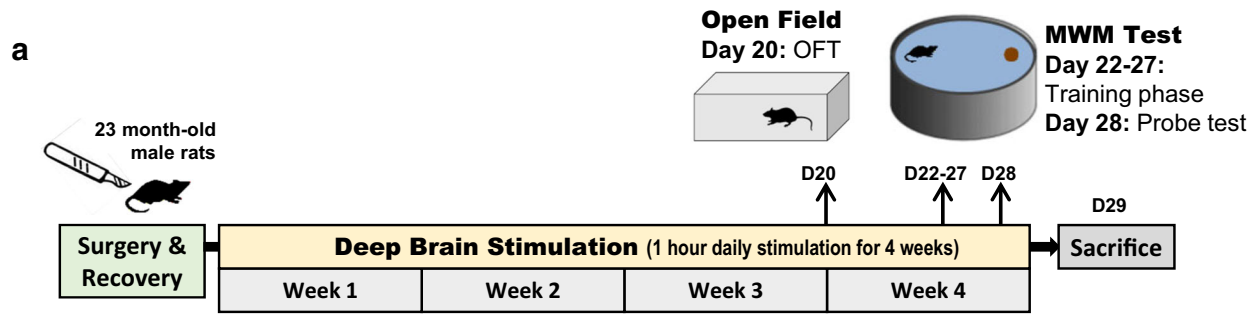 a
Open Field
Day 20: OFT
MWM Test
Day 22-27:
Training phase
Day 28: Probe test
23 month-old
male rats
D20
D22-27
D28
D29
Surgery &
Recovery
Deep Brain Stimulation (1 hour daily stimulation for 4 weeks)
Sacrifice
Week 1
Week 2
Week 3
Week 4